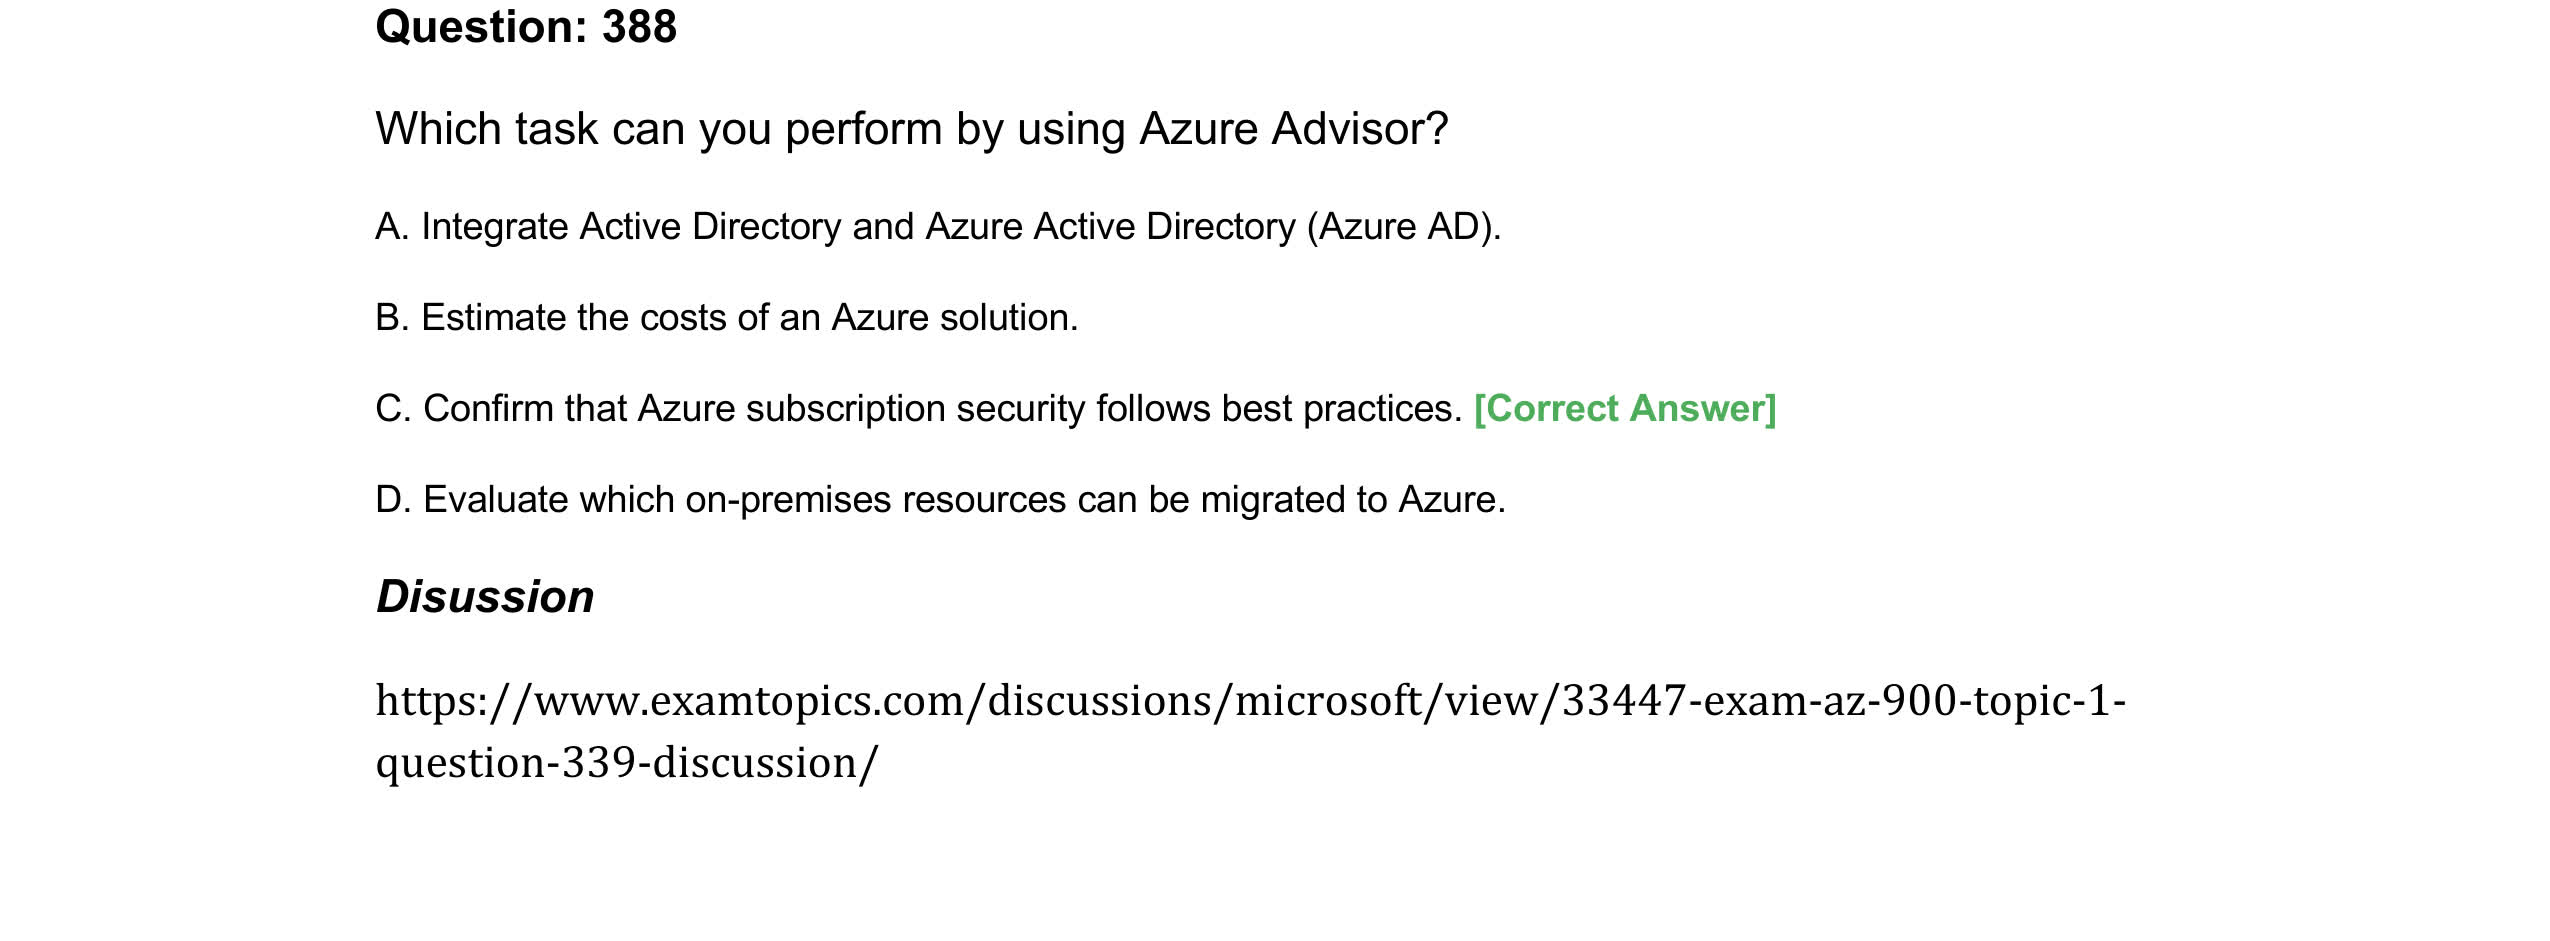 Question: 388
Which task can you perform by using Azure Advisor?
A. Integrate Active Directory and Azure Active Directory (Azure AD).
B. Estimate the costs of an Azure solution.
C. Confirm that Azure subscription security follows best practices. [Correct Answer]
D. Evaluate which on-premises resources can be migrated to Azure.
Disussion
https://www.examtopics.com/discussions/microsoft/view/33447-exam-az-900-topic-1-
question-339-discussion/